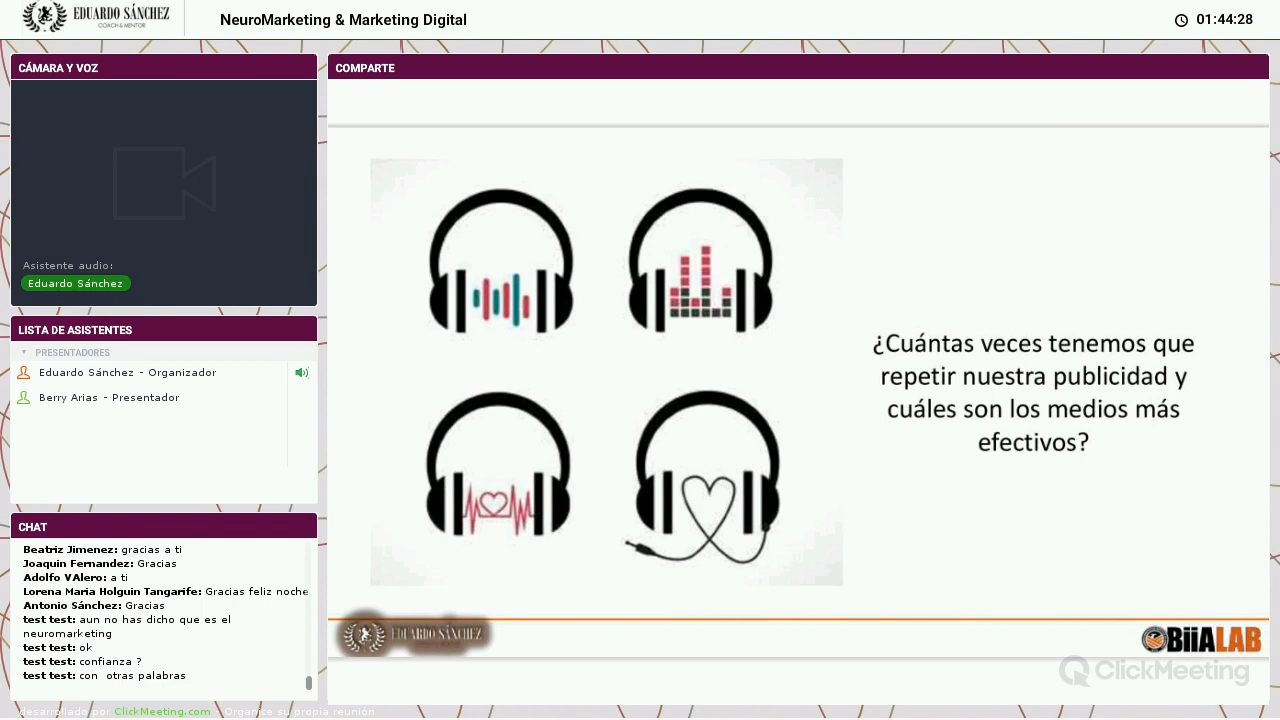 EDUARDO SÁNCHEZ
COACH & MENTOR
NeuroMarketing & Marketing Digital
01:44:28
CÁMARA Y VOZ
Asistente audio:
Eduardo Sánchez
LISTA DE ASISTENTES
PRESENTADORES
Eduardo Sánchez - Organizador
Berry Arias - Presentador
CHAT
Beatriz Jimenez: gracias a ti
Joaquin Fernandez: Gracias
Adolfo VAlero: a ti
Lorena Maria Holguin Tangarife: Gracias feliz noche
Antonio Sánchez: Gracias
test test: aun no has dicho que es el
neuromarketing
test test: ok
test test: confianza ?
test test: con  otras palabras
desarrollado por ClickMeeting.com - Organice su propia reunión
COMPARTE
¿Cuántas veces tenemos que
repetir nuestra publicidad y
cuáles son los medios más
efectivos?
EDUARDO SÁNCHEZ
BiiALAB
ClickMeeting